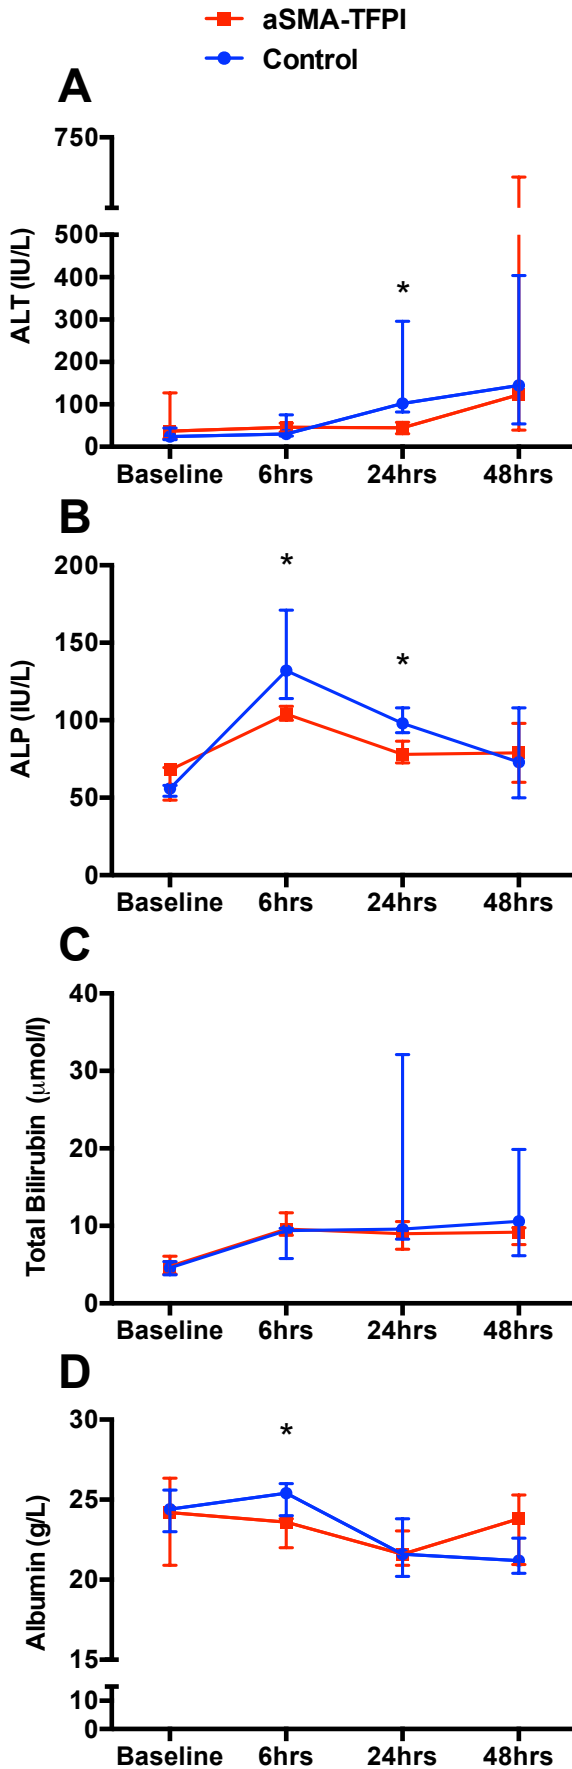 aSMA-TFPI
Control
A
750
500
400
300
200
100
0
ALT (IU/L)
*
Baseline 6hrs 24hrs 48hrs
B
200
150
100
50
0
ALP (IU/L)
*
*
Baseline 6hrs 24hrs 48hrs
C
40
30
20
10
0
Total Bilirubin (μmol/l)
Baseline 6hrs 24hrs 48hrs
D
30
25
20
15
10
0
Albumin (g/L)
*
Baseline 6hrs 24hrs 48hrs